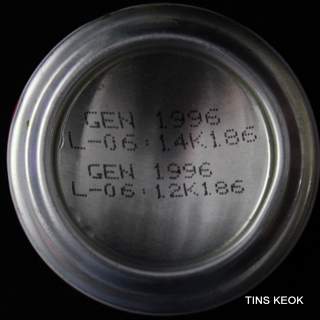 GEN 1996
L-06:14K186
GEN 1996
L-06:12K186
TINS KEOK